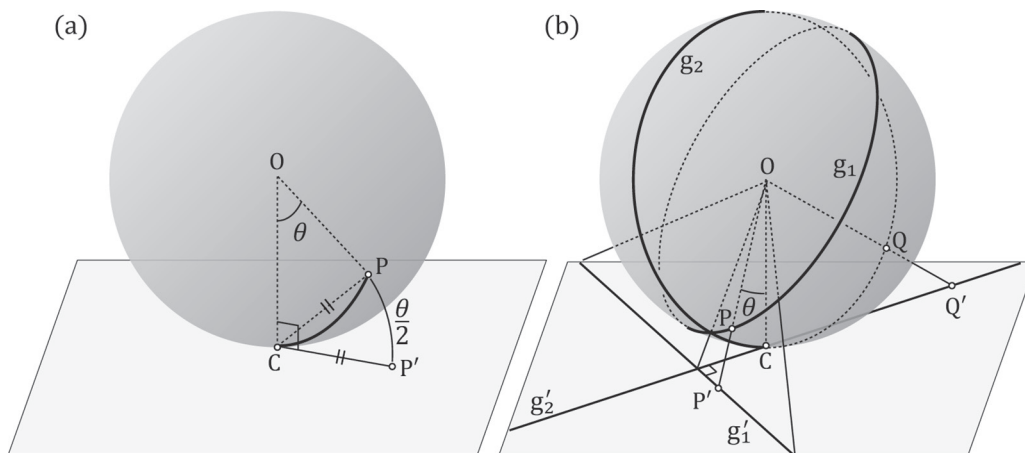 (a)
O
θ
P
θ/2
C
P′
(b)
g₂
O
g₁
Q
θ
P
Q′
C
P′
g′₂
g′₁